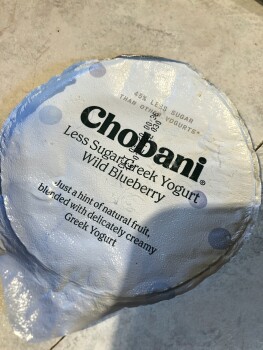 45% LESS SUGAR
THAN OTHER YOGURTS*
Chobani®
Less Sugar Greek Yogurt
Wild Blueberry
Just a hint of natural fruit,
blended with delicately creamy
Greek Yogurt